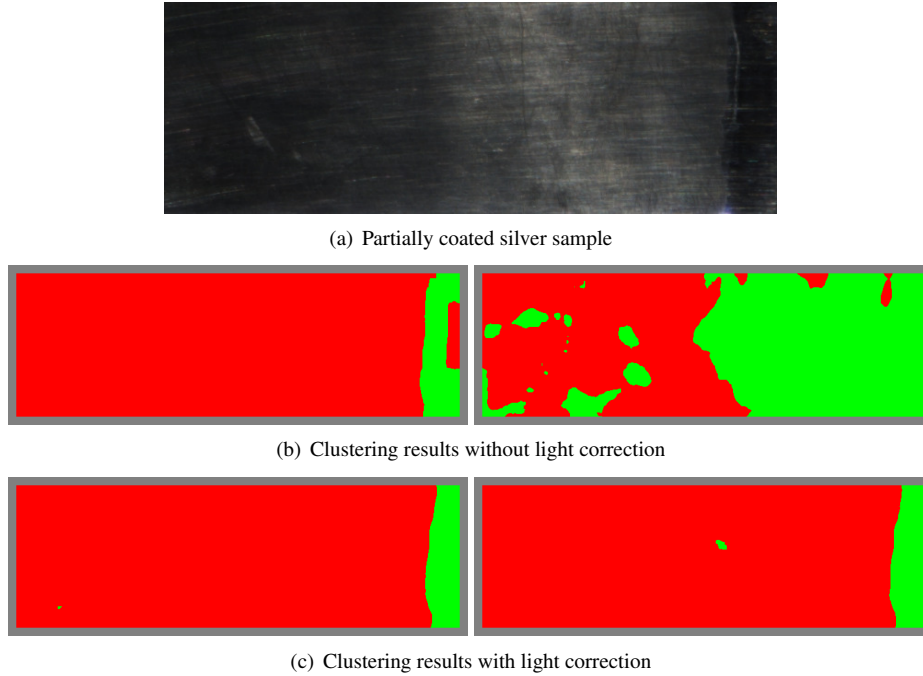 (a) Partially coated silver sample
(b) Clustering results without light correction
(c) Clustering results with light correction